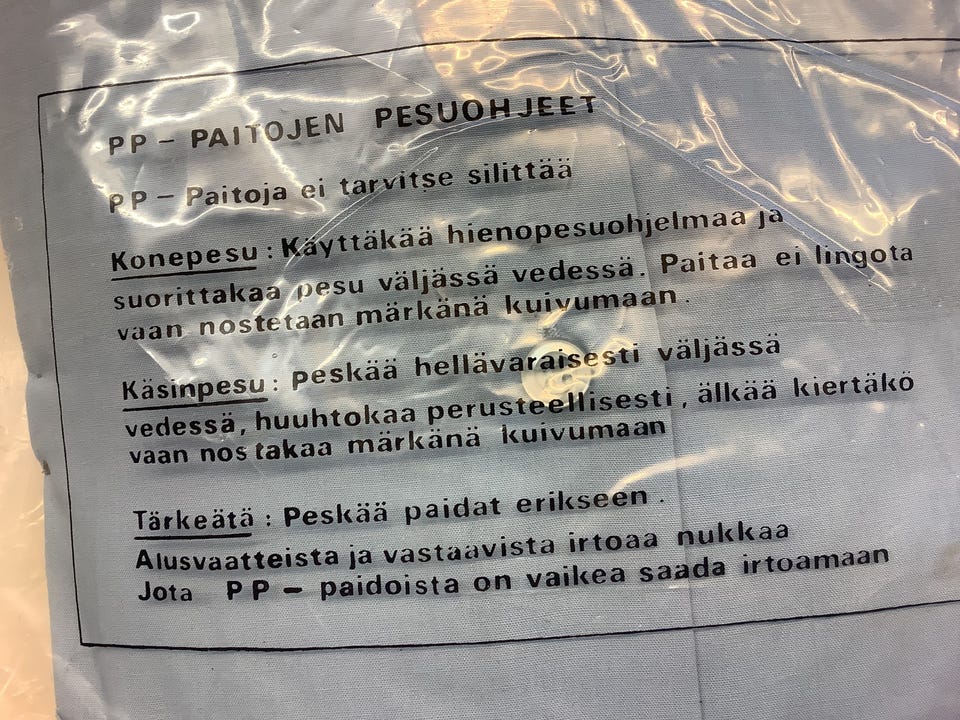 PP - PAITOJEN PESUOHJEET
PP - Paitoja ei tarvitse silittää
Konepesu : Käyttäkää hienopesuohjelmaa ja
suorittakaa pesu väljässä vedessä. Paitaa ei lingota
vaan nostetaan märkänä kuivumaan.
Käsinpesu : Peskää hellävaraisesti väljässä
vedessä, huuhtokaa perusteellisesti, älkää kiertäkö
vaan nostakaa märkänä kuivumaan
Tärkeätä : Peskää paidat erikseen.
Alusvaatteista ja vastaavista irtoaa nukkaa
Jota PP - paidoista on vaikea saada irtoamaan